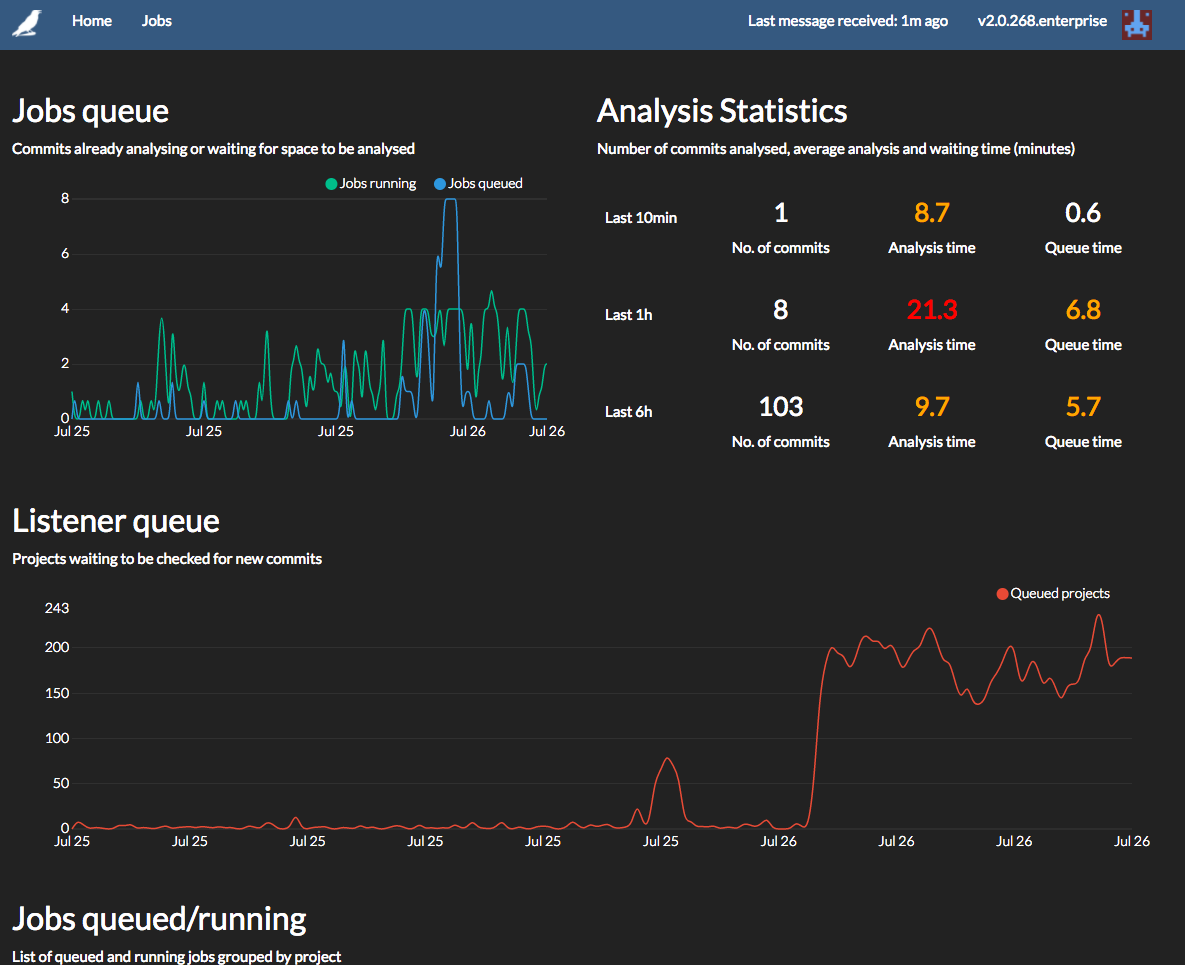 Home Jobs Last message received: 1m ago v2.0.268.enterprise
Jobs queue
Commits already analysing or waiting for space to be analysed
Jobs running Jobs queued
8
6
4
2
0
Jul 25 Jul 25 Jul 25 Jul 26 Jul 26
Analysis Statistics
Number of commits analysed, average analysis and waiting time (minutes)
Last 10min 1 8.7 0.6
No. of commits Analysis time Queue time
Last 1h 8 21.3 6.8
No. of commits Analysis time Queue time
Last 6h 103 9.7 5.7
No. of commits Analysis time Queue time
Listener queue
Projects waiting to be checked for new commits
Queued projects
243
200
150
100
50
0
Jul 25 Jul 25 Jul 25 Jul 25 Jul 25 Jul 25 Jul 26 Jul 26 Jul 26 Jul 26
Jobs queued/running
List of queued and running jobs grouped by project